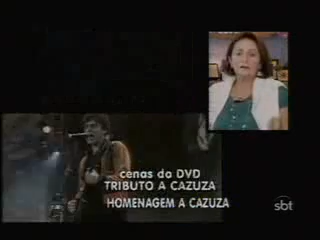 cenas do DVD
TRIBUTO A CAZUZA
HOMENAGEM A CAZUZA
sbt